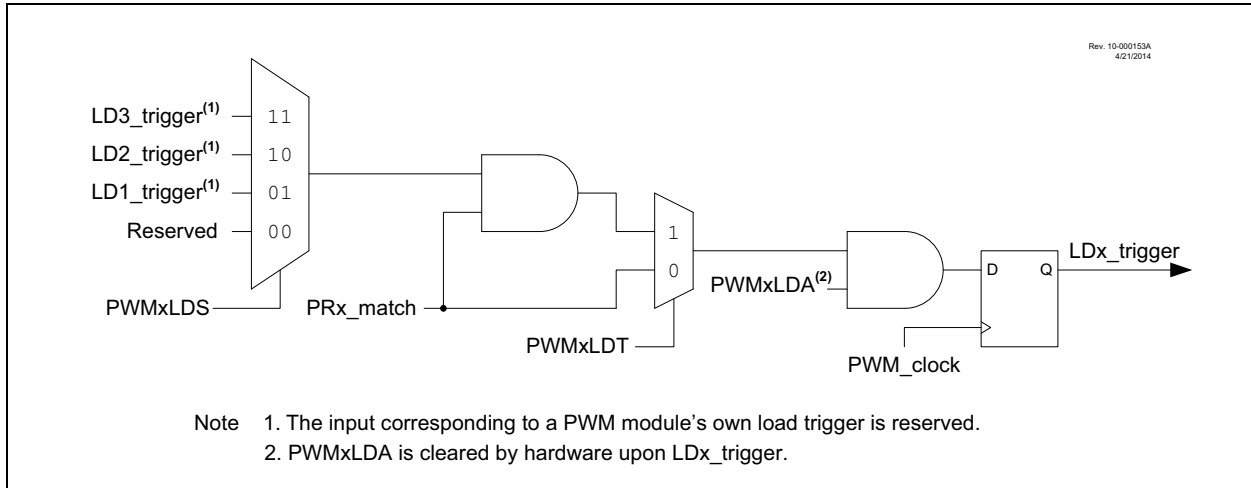 Rev. 10-000153A
4/21/2014
LD3_trigger(1)
11
LD2_trigger(1)
10
LD1_trigger(1)
01
Reserved
00
PWMxLDS
PRx_match
1
0
PWMxLDT
PWMxLDA(2)
D
Q
LDx_trigger
PWM_clock
Note 1. The input corresponding to a PWM module's own load trigger is reserved.
2. PWMxLDA is cleared by hardware upon LDx_trigger.